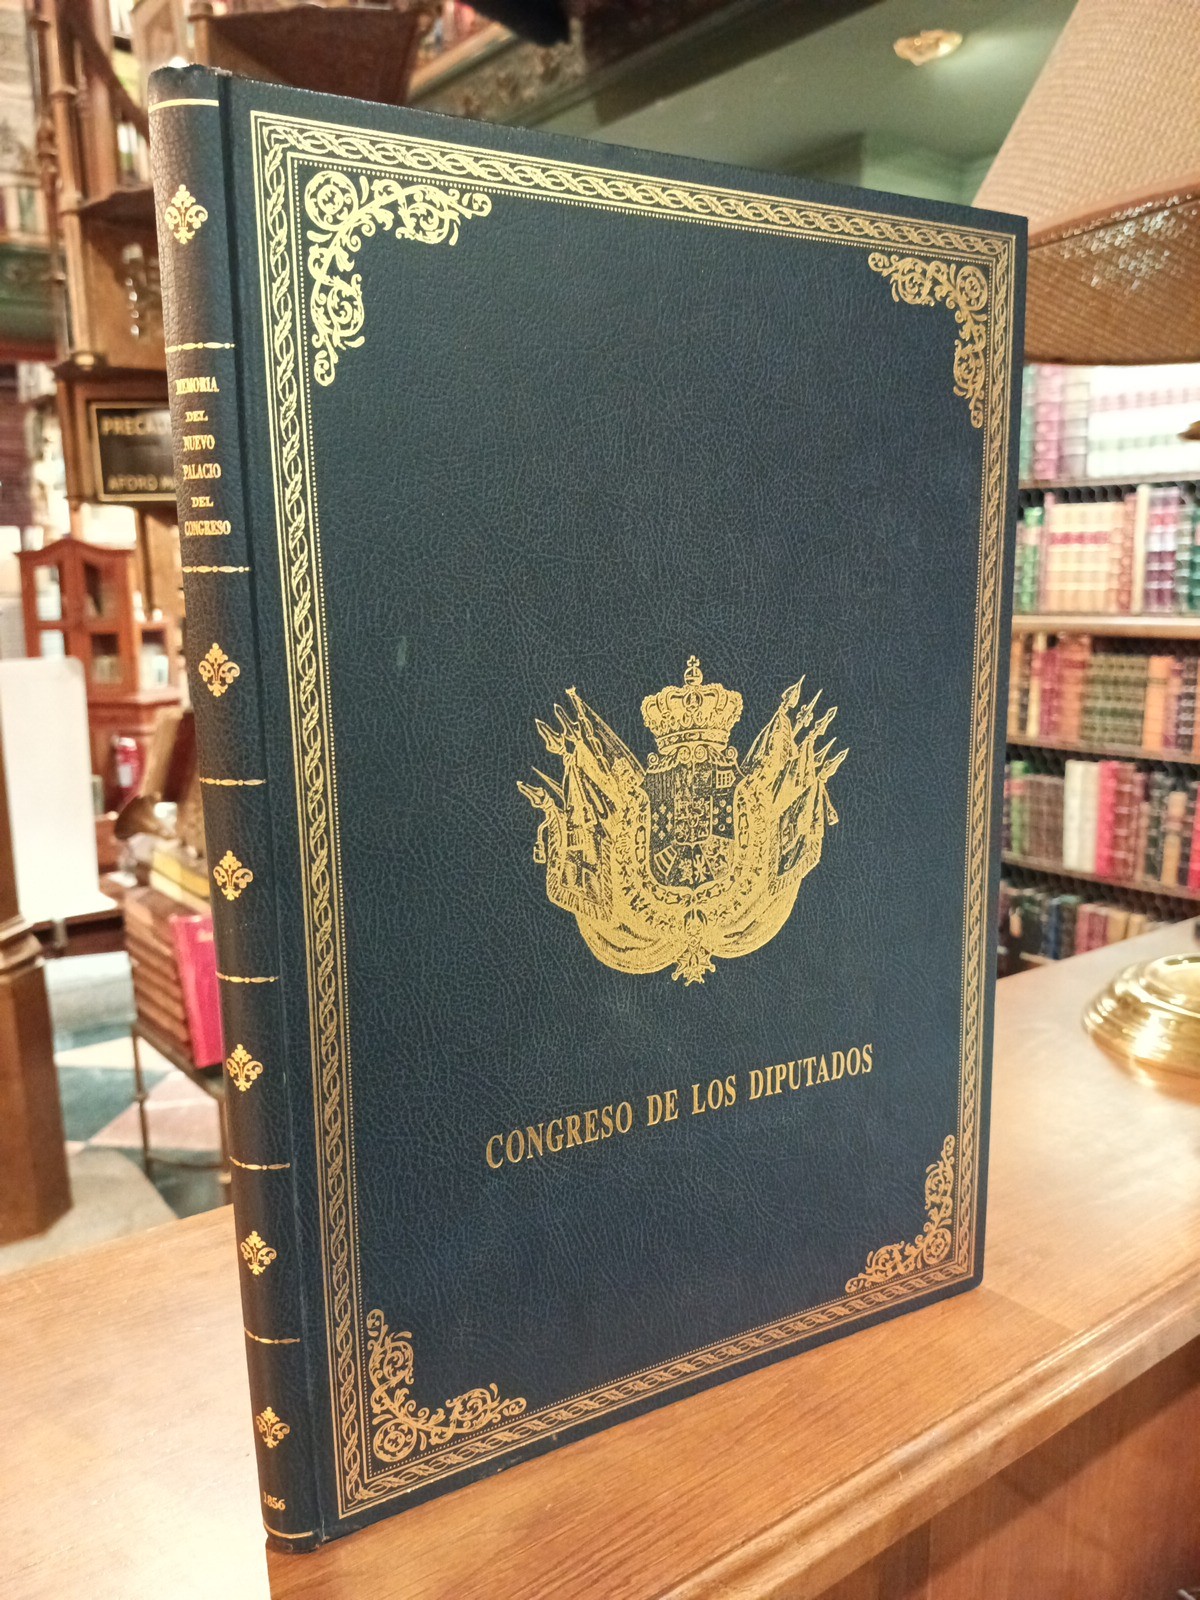 MEMORIA
DEL
NUEVO
PALACIO
DEL
CONGRESO
1856
CONGRESO DE LOS DIPUTADOS